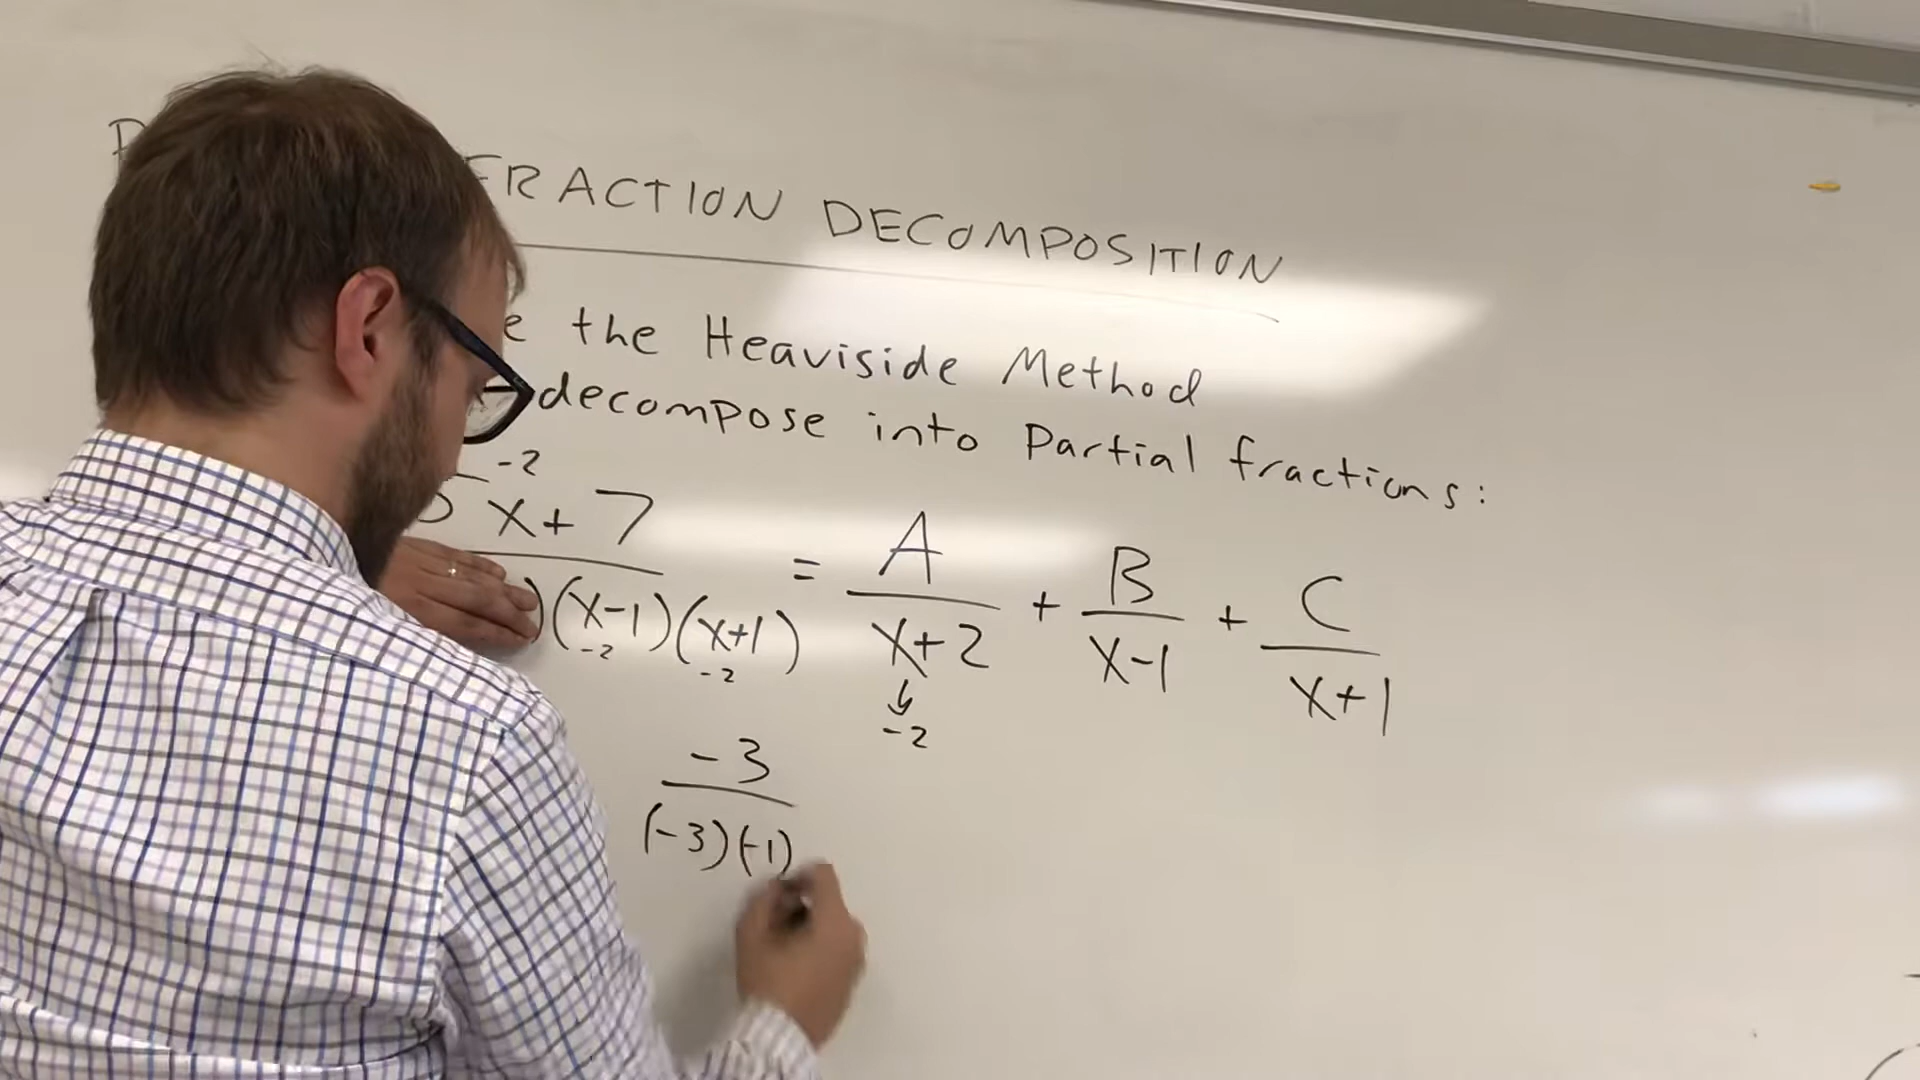 FRACTION DECOMPOSITION
the Heaviside Method
decompose into Partial fractions:
-2
5x+7 = A + B + C
)(x-1)(x+1) x+2 x-1 x+1
-2 -2 ↓
-2
-3
(-3)(-1)